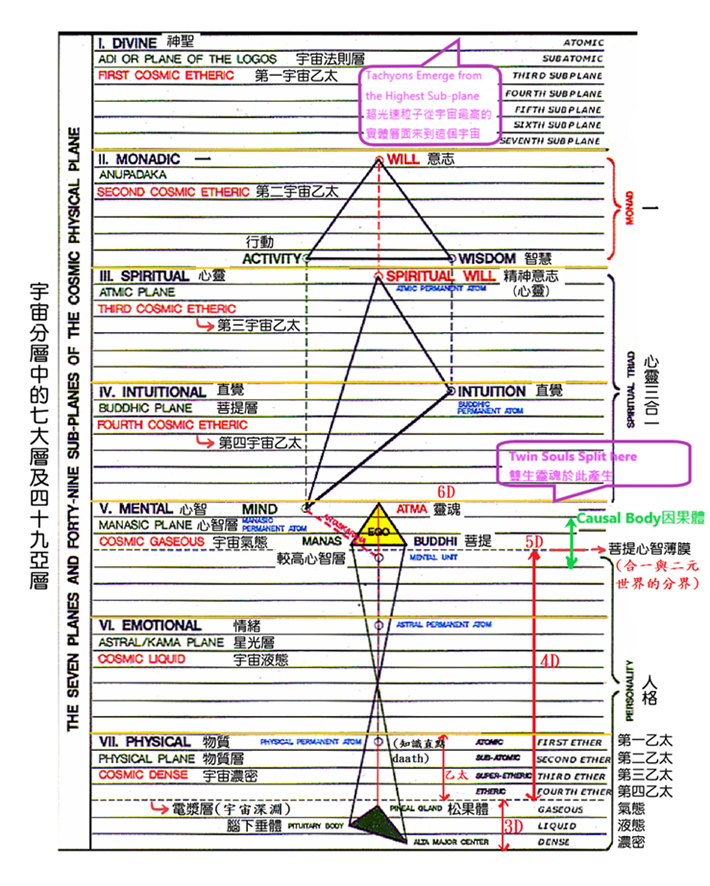 宇宙分層中的七大層及四十九亞層
THE SEVEN PLANES AND FORTY-NINE SUB-PLANES OF THE COSMIC PHYSICAL PLANE
I. DIVINE 神聖
ATOMIC
ADI OR PLANE OF THE LOGOS 宇宙法則層
SUBATOMIC
FIRST COSMIC ETHERIC 第一宇宙乙太
THIRD SUBPLANE
FOURTH SUBPLANE
FIFTH SUBPLANE
SIXTH SUBPLANE
SEVENTH SUBPLANE
Tachyons Emerge from
the Highest Sub-plane
超光速粒子從宇宙最高的
實體層面來到這個宇宙
II. MONADIC 一
WILL 意志
ANUPADAKA
SECOND COSMIC ETHERIC 第二宇宙乙太
MONAD 一
行動
ACTIVITY
WISDOM 智慧
III. SPIRITUAL 心靈
SPIRITUAL WILL 精神意志
ATMIC PLANE
ATMIC PERMANENT ATOM
(心靈)
THIRD COSMIC ETHERIC
第三宇宙乙太
SPIRITUAL TRIAD
心靈三合一
IV. INTUITIONAL 直覺
INTUITION 直覺
BUDDHIC PLANE 菩提層
BUDDHIC
PERMANENT ATOM
FOURTH COSMIC ETHERIC
第四宇宙乙太
Twin Souls Split here
雙生靈魂於此產生
6D
V. MENTAL 心智
MIND
ATMA 靈魂
Causal Body因果體
MANASIC PLANE 心智層
MANASIC
PERMANENT ATOM
ANTASKARANA
EGO
COSMIC GASEOUS 宇宙氣態
MANAS
BUDDHI 菩提
5D
菩提心智薄膜
(合一與二元
世界的分界)
較高心智層
MENTAL UNIT
VI. EMOTIONAL 情緒
ASTRAL PERMANENT ATOM
ASTRAL/KAMA PLANE 星光層
COSMIC LIQUID 宇宙液態
4D
PERSONALITY
人格
VII. PHYSICAL 物質
PHYSICAL PERMANENT ATOM
(知識直點
daath)
ATOMIC
FIRST ETHER
第一乙太
PHYSICAL PLANE 物質層
SUB-ATOMIC
SECOND ETHER
第二乙太
COSMIC DENSE 宇宙濃密
乙太
SUPER-ETHERIC
THIRD ETHER
第三乙太
ETHERIC
FOURTH ETHER
第四乙太
電漿層(宇宙深淵)
PINEAL GLAND 松果體
GASEOUS
氣態
腦下垂體 PITUITARY BODY
3D
LIQUID
液態
ALTA MAJOR CENTER
DENSE
濃密